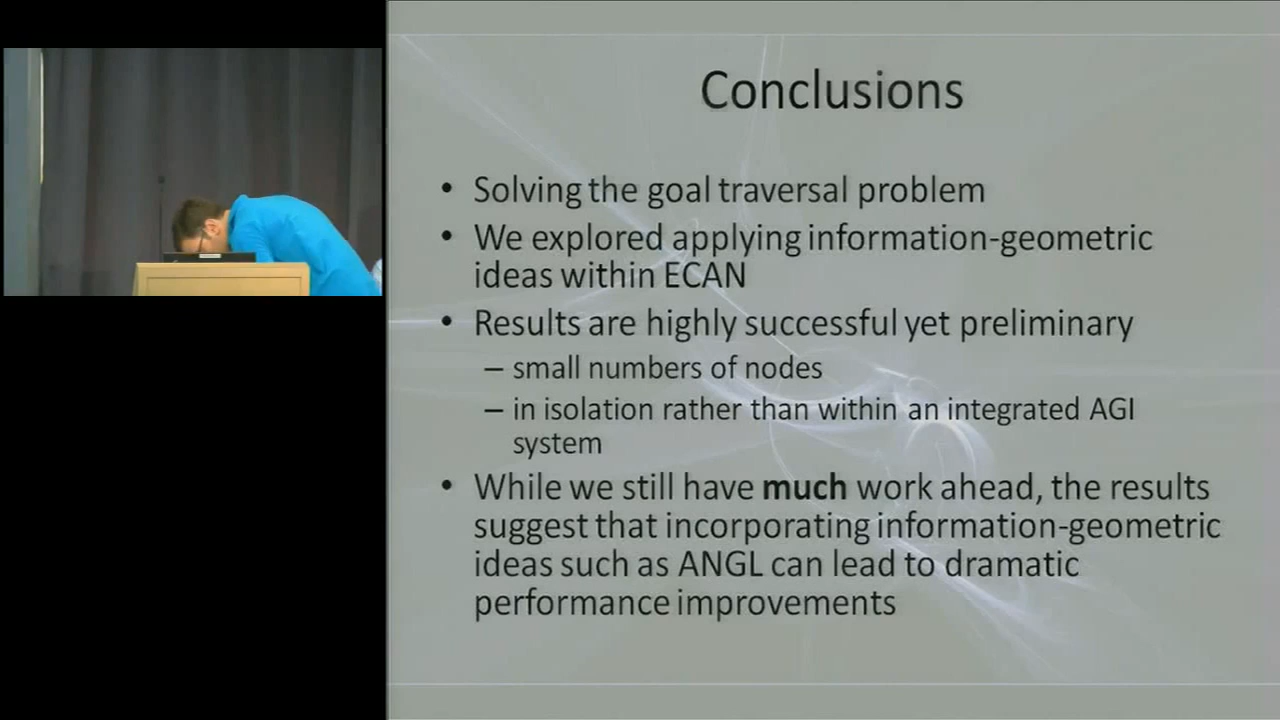 Conclusions
• Solving the goal traversal problem
• We explored applying information-geometric
ideas within ECAN
• Results are highly successful yet preliminary
– small numbers of nodes
– in isolation rather than within an integrated AGI
system
• While we still have much work ahead, the results
suggest that incorporating information-geometric
ideas such as ANGL can lead to dramatic
performance improvements